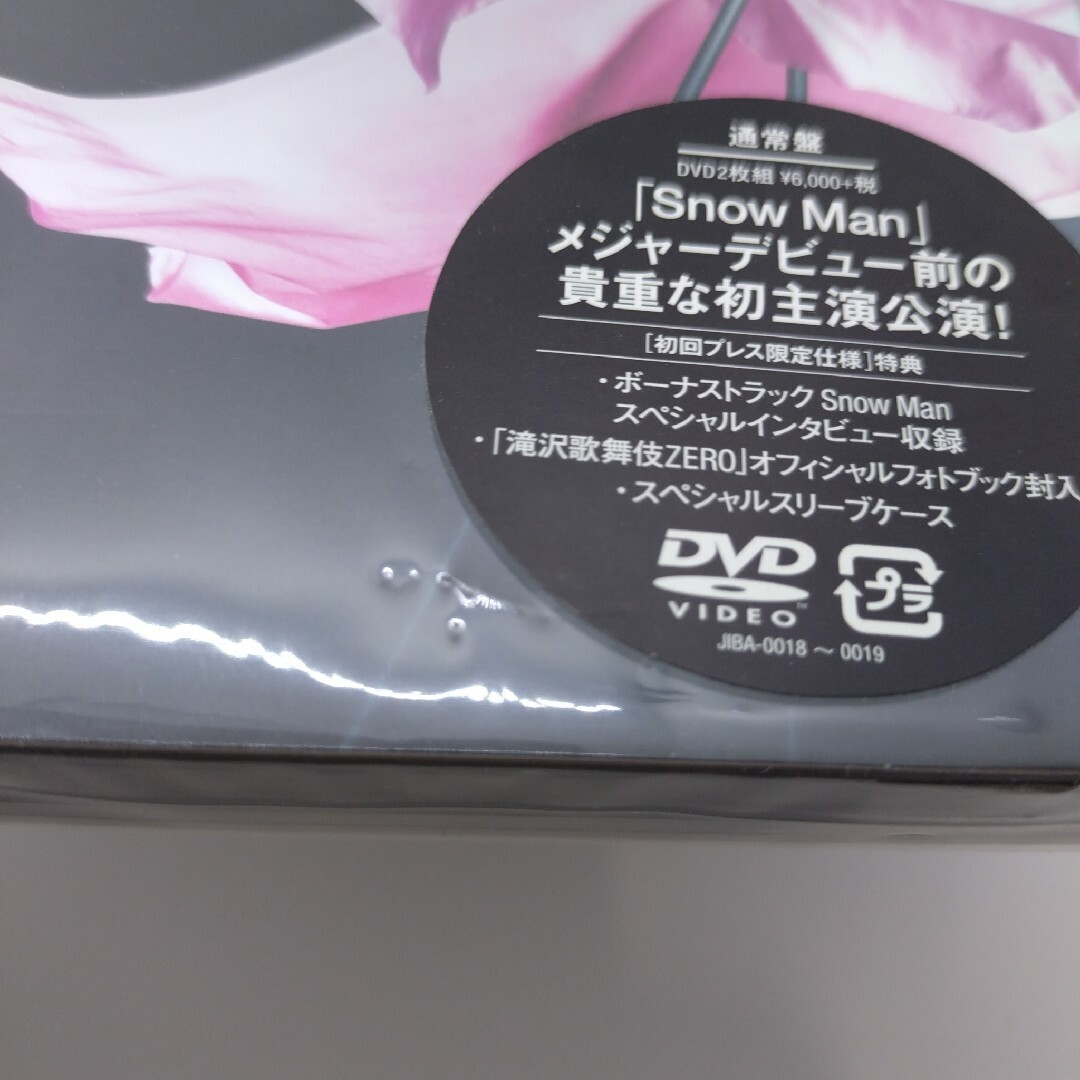 通常盤
DVD2枚組 ¥6,000+税
「Snow Man」
メジャーデビュー前の
貴重な初主演公演!
[初回プレス限定仕様]特典
・ボーナストラック Snow Man
スペシャルインタビュー収録
・「滝沢歌舞伎ZERO」オフィシャルフォトブック封入
・スペシャルスリーブケース
DVD
VIDEO™
プラ
JIBA-0018 ～ 0019